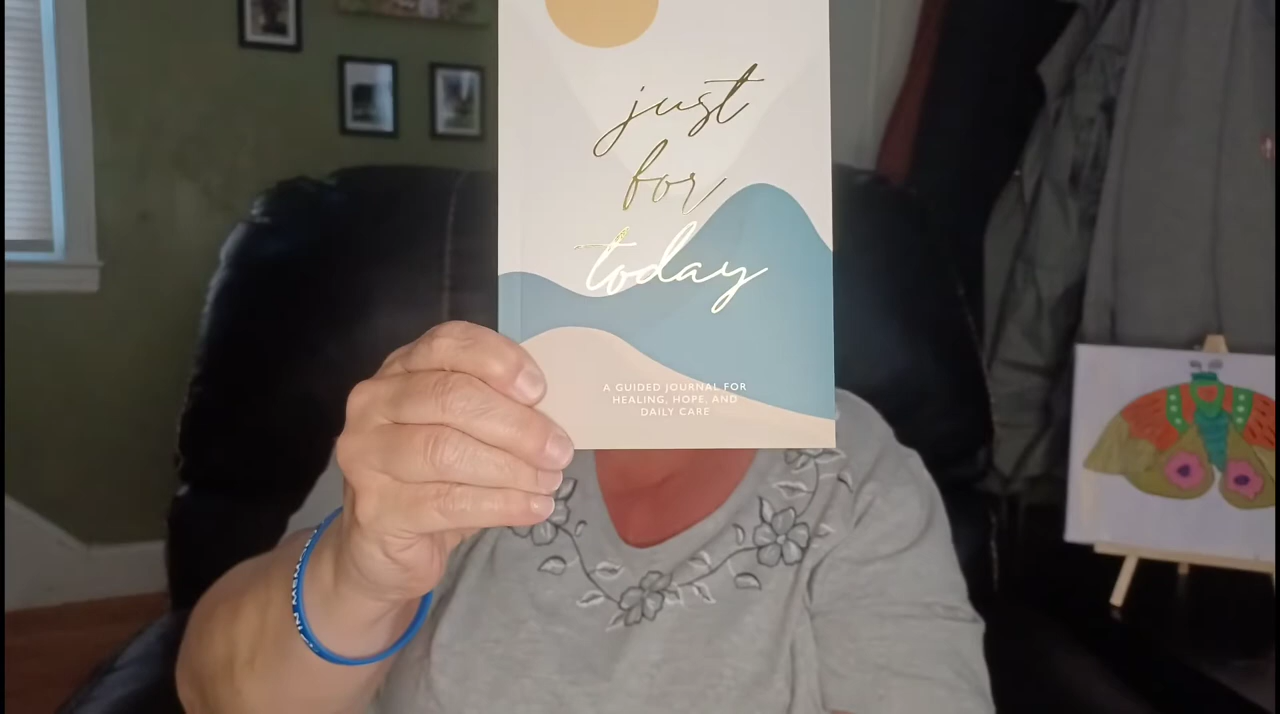 just
for
today
A GUIDED JOURNAL FOR
HEALING, HOPE, AND
DAILY CARE